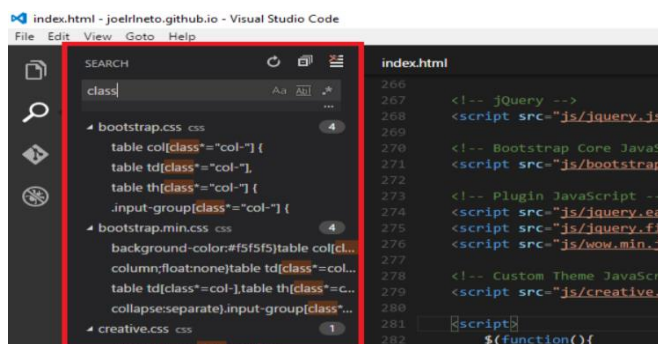 index.html - joelrlneto.github.io - Visual Studio Code
File Edit View Goto Help
SEARCH
class
Aa Abl .*
...
bootstrap.css css 4
table col[class*="col-"] {
table td[class*="col-"],
table th[class*="col-"] {
.input-group[class*="col-"] {
bootstrap.min.css css 4
background-color:#f5f5f5}table col[cl...
column;float:none}table td[class*=col...
table td[class*=col-],table th[class*=c...
collapse:separate}.input-group[class*...
creative.css css 1
index.html
266
267 <!-- jQuery -->
268 <script src="js/jquery.js
269
270 <!-- Bootstrap Core JavaS
271 <script src="js/bootstrap
272
273 <!-- Plugin JavaScript -
274 <script src="js/jquery.ea
275 <script src="js/jquery.fi
276 <script src="js/wow.min.j
277
278 <!-- Custom Theme JavaScr
279 <script src="js/creative.
280
281 <script>
282 $(function(){